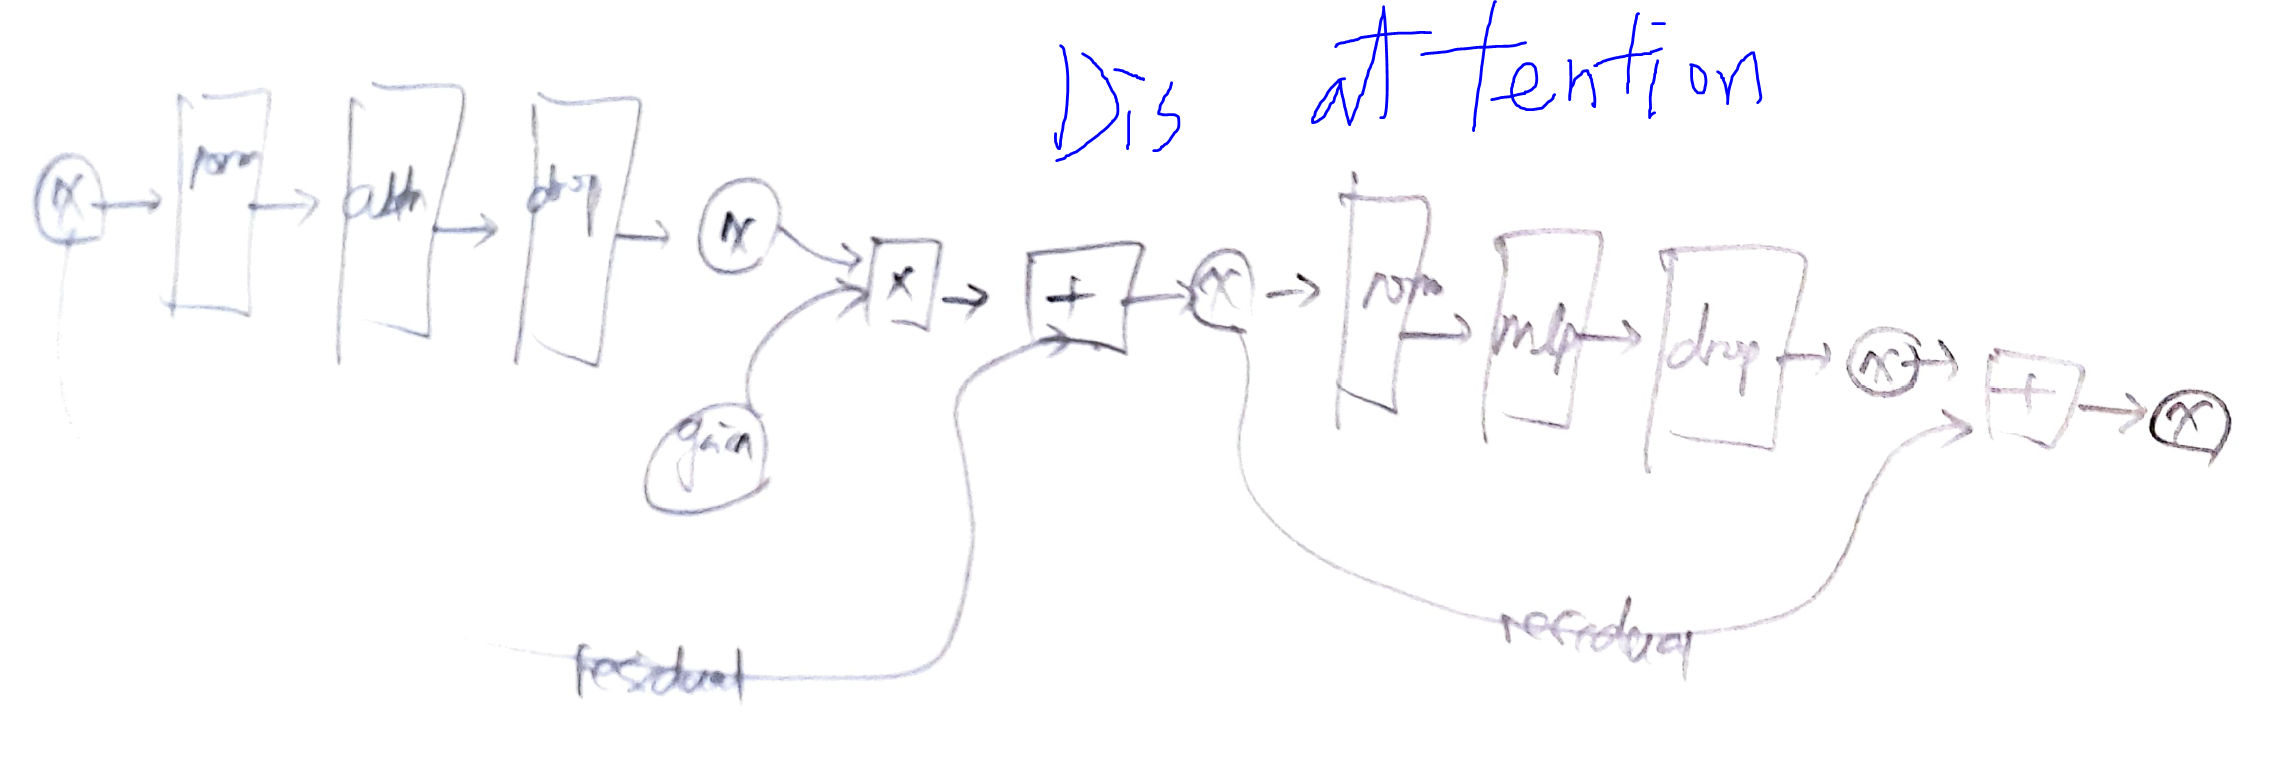 Dis attention
x
norm
attn
drop
x
gain
x
+
residual
x
norm
mlp
drop
x
+
x
residual